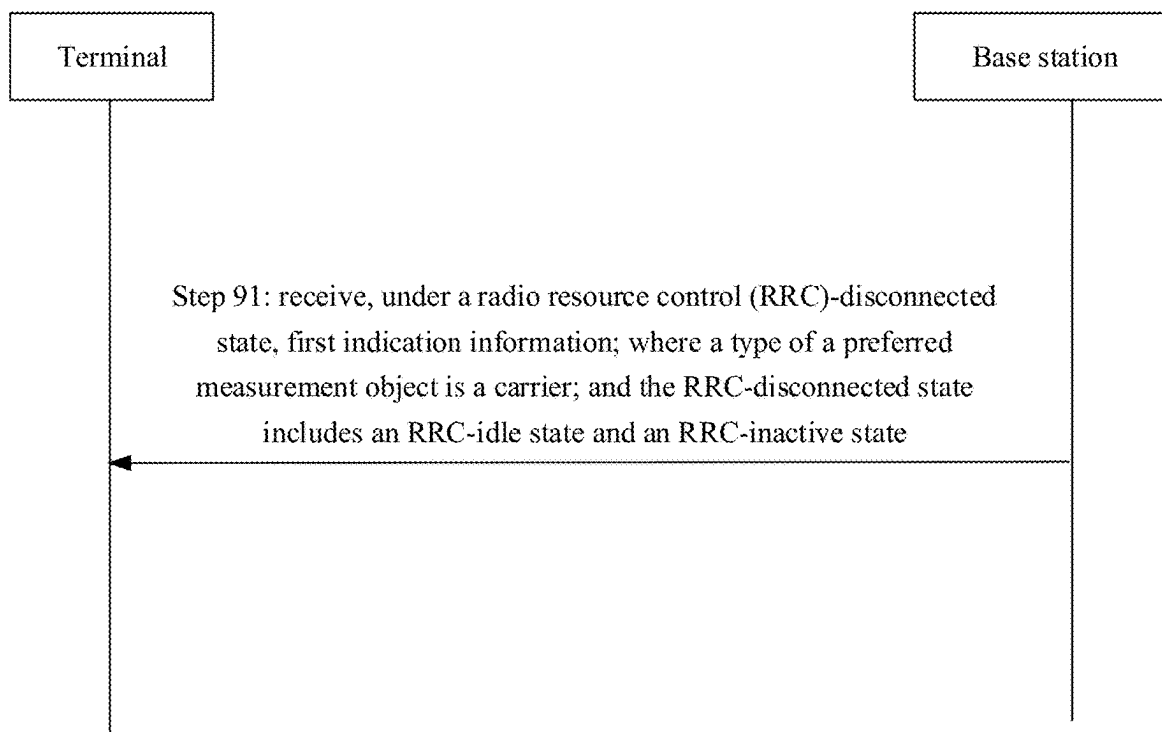 Terminal
Base station
Step 91: receive, under a radio resource control (RRC)-disconnected
state, first indication information; where a type of a preferred
measurement object is a carrier; and the RRC-disconnected state
includes an RRC-idle state and an RRC-inactive state